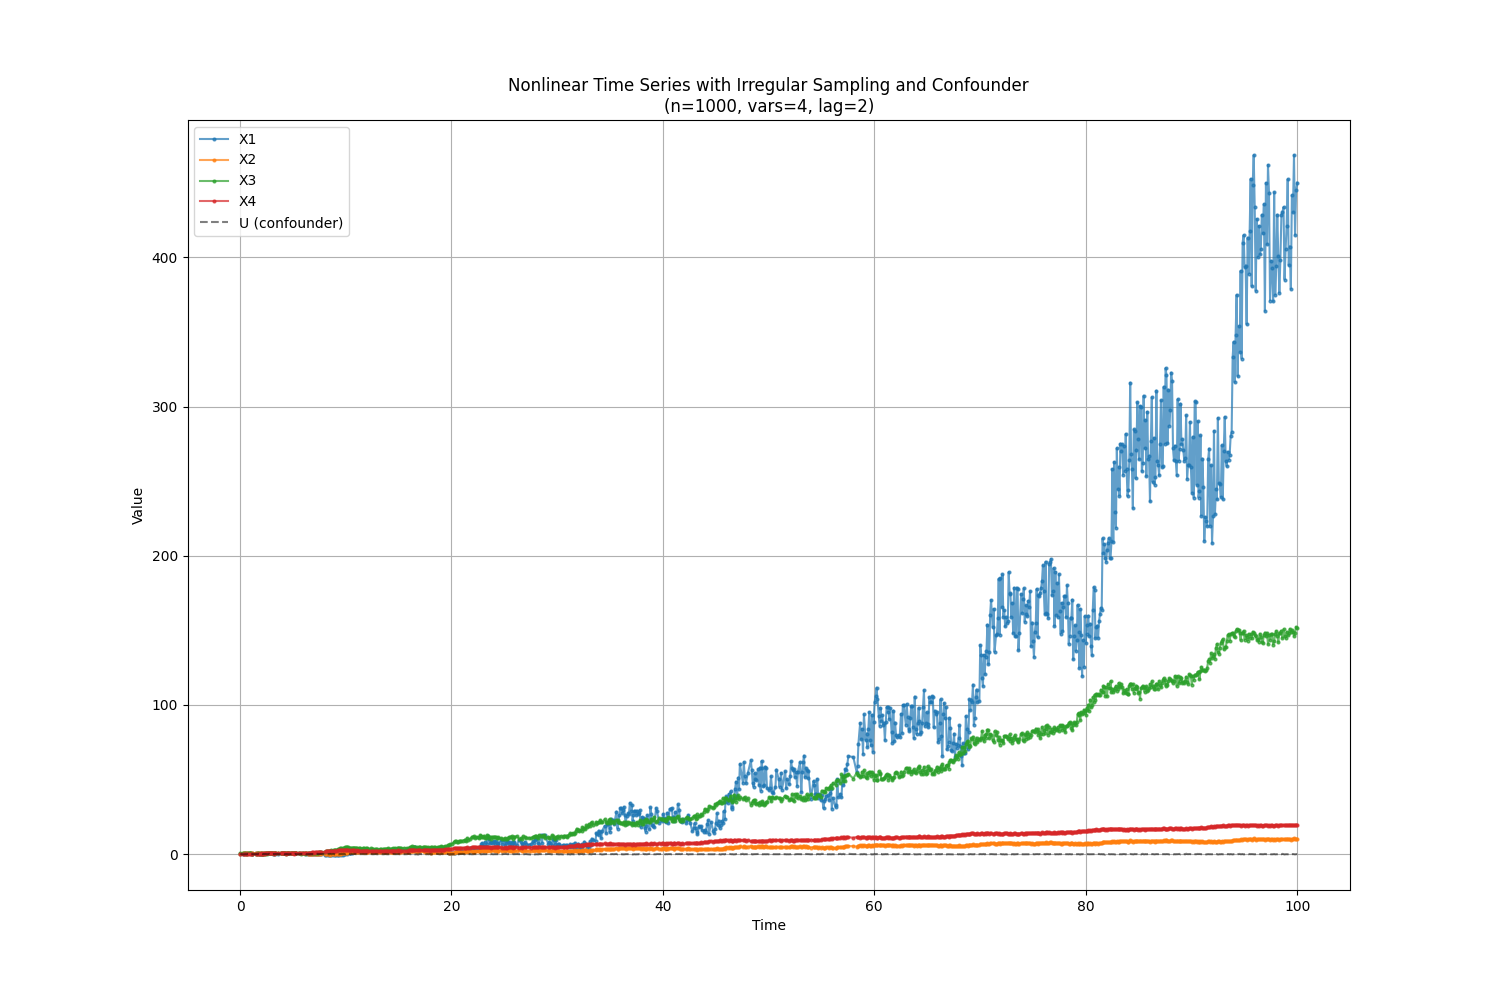 Nonlinear Time Series with Irregular Sampling and Confounder
(n=1000, vars=4, lag=2)
X1
X2
X3
X4
U (confounder)
Value
400
300
200
100
0
0 20 40 60 80 100
Time